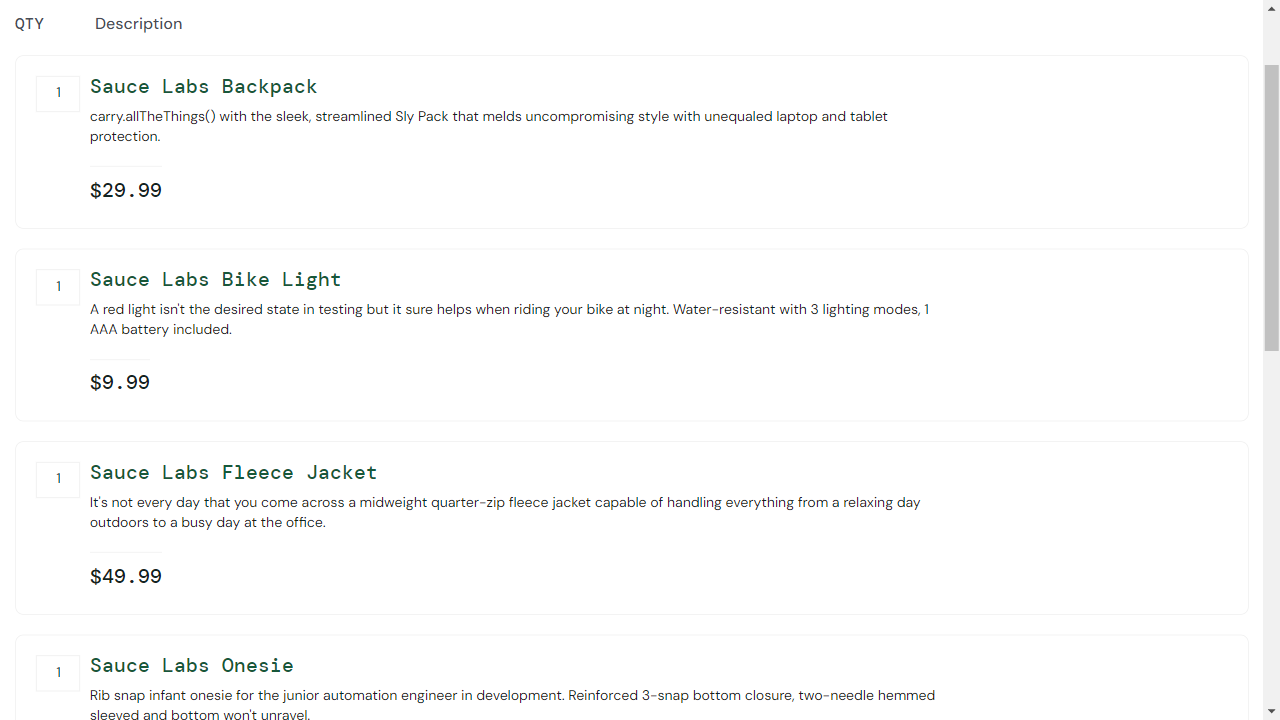 QTY Description
1 Sauce Labs Backpack
carry.allTheThings() with the sleek, streamlined Sly Pack that melds uncompromising style with unequaled laptop and tablet
protection.
$29.99
1 Sauce Labs Bike Light
A red light isn't the desired state in testing but it sure helps when riding your bike at night. Water-resistant with 3 lighting modes, 1
AAA battery included.
$9.99
1 Sauce Labs Fleece Jacket
It's not every day that you come across a midweight quarter-zip fleece jacket capable of handling everything from a relaxing day
outdoors to a busy day at the office.
$49.99
1 Sauce Labs Onesie
Rib snap infant onesie for the junior automation engineer in development. Reinforced 3-snap bottom closure, two-needle hemmed
sleeved and bottom won't unravel.